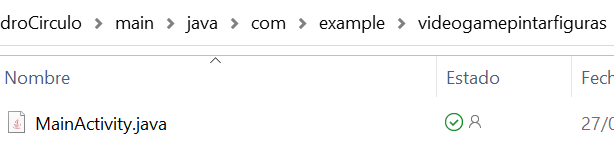 droCirculo > main > java > com > example > videogamepintarfiguras
Nombre Estado Fech
MainActivity.java 27/0